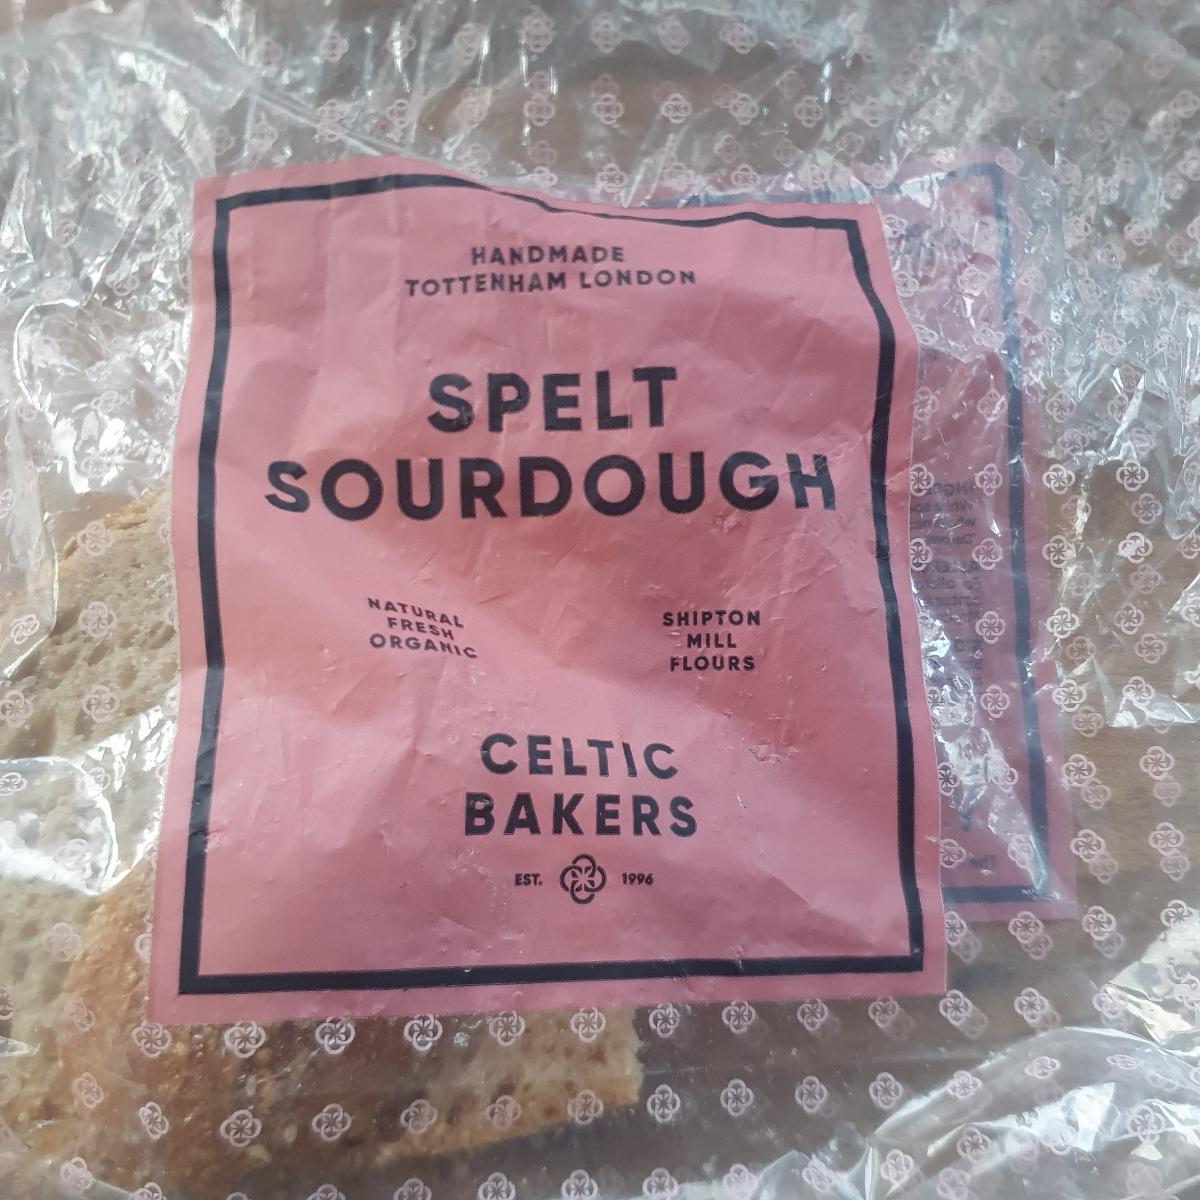 HANDMADE
TOTTENHAM LONDON
SPELT
SOURDOUGH
NATURAL
FRESH
ORGANIC
SHIPTON
MILL
FLOURS
CELTIC
BAKERS
EST. 1996